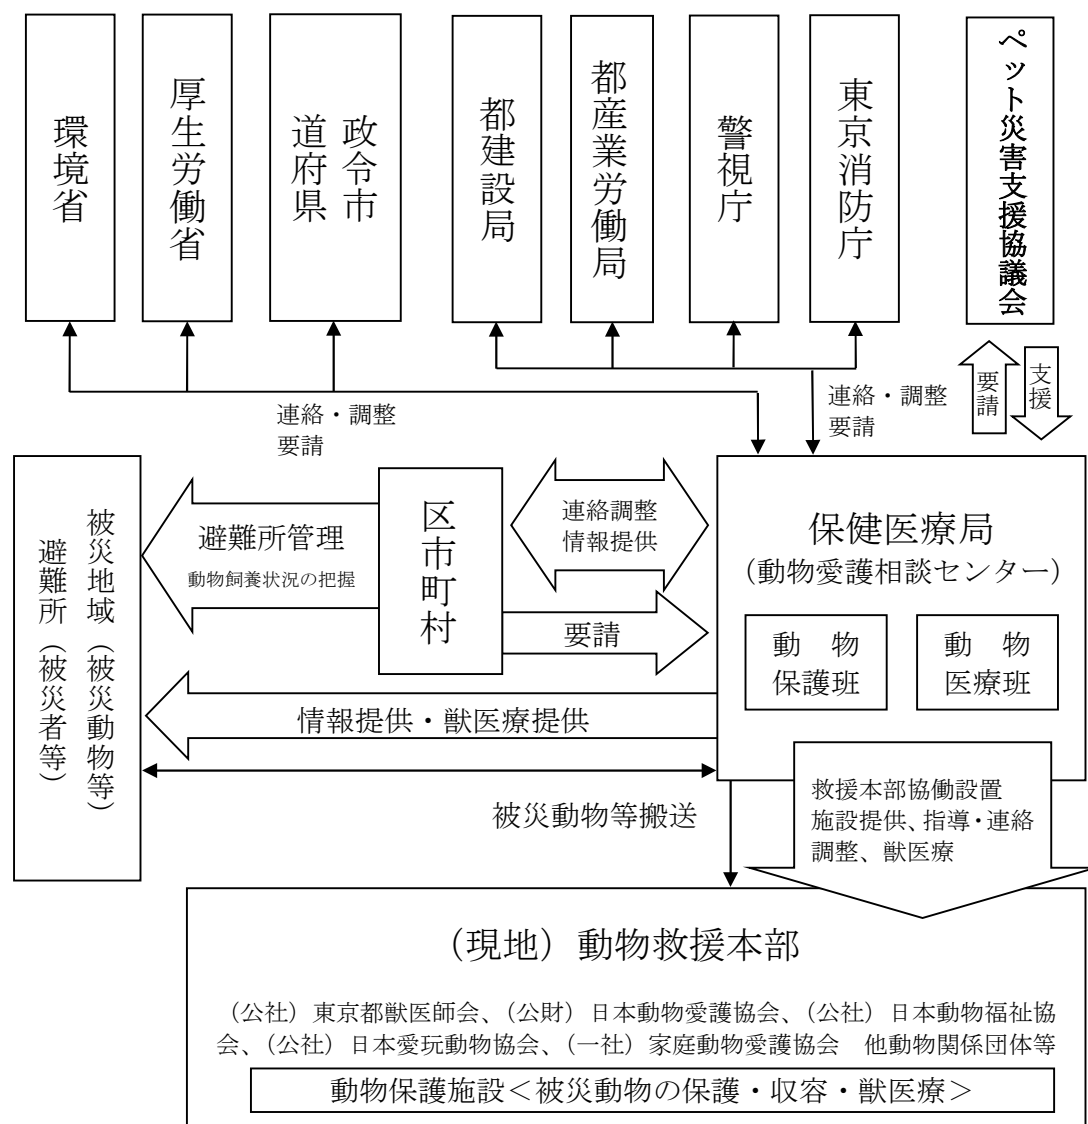 環境省
厚生労働省
政令市
道府県
都建設局
都産業労働局
警視庁
東京消防庁
ペット災害支援協議会
連絡・調整
要請
連絡・調整
要請
要請
支援
被災地域（被災動物等）
避難所（被災者等）
避難所管理
動物飼養状況の把握
区市町村
連絡調整
情報提供
要請
保健医療局
（動物愛護相談センター）
動　物
保護班
動　物
医療班
情報提供・獣医療提供
被災動物等搬送
救援本部協働設置
施設提供、指導・連絡
調整、獣医療
（現地）動物救援本部
（公社）東京都獣医師会、（公財）日本動物愛護協会、（公社）日本動物福祉協
会、（公社）日本愛玩動物協会、（一社）家庭動物愛護協会　他動物関係団体等
動物保護施設＜被災動物の保護・収容・獣医療＞